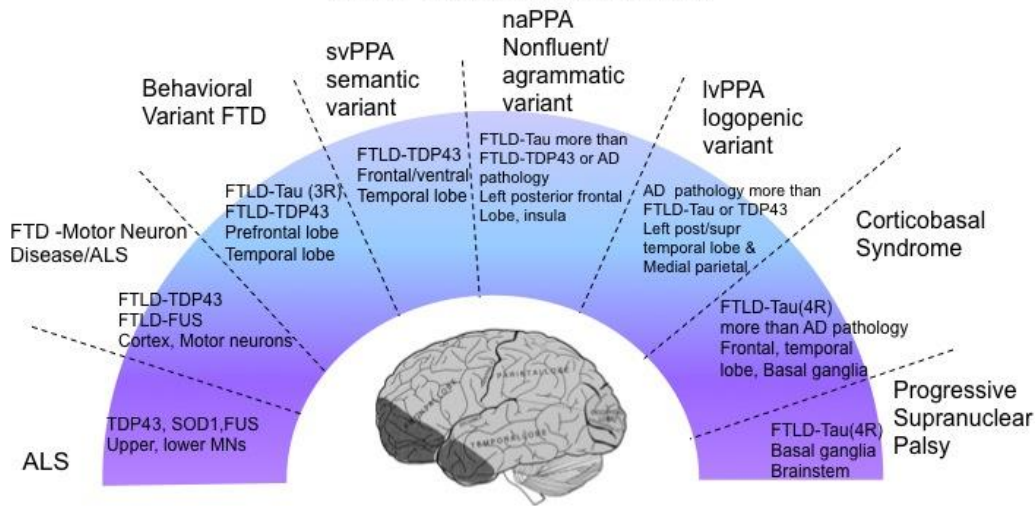 naPPA
Nonfluent/
agrammatic
variant
svPPA
semantic
variant
Behavioral
Variant FTD
lvPPA
logopenic
variant
FTLD-TDP43
Frontal/ventral
Temporal lobe
FTLD-Tau more than
FTLD-TDP43 or AD
pathology
Left posterior frontal
Lobe, insula
FTLD-Tau (3R)
FTLD-TDP43
Prefrontal lobe
Temporal lobe
AD pathology more than
FTLD-Tau or TDP43
Left post/supr
temporal lobe &
Medial parietal
FTD -Motor Neuron
Disease/ALS
Corticobasal
Syndrome
FTLD-TDP43
FTLD-FUS
Cortex, Motor neurons
FTLD-Tau(4R)
more than AD pathology
Frontal, temporal
lobe, Basal ganglia
PARIETAL LOBE
TEMPORAL LOBE
Progressive
Supranuclear
Palsy
TDP43, SOD1,FUS
Upper, lower MNs
ALS
FTLD-Tau(4R)
Basal ganglia
Brainstem